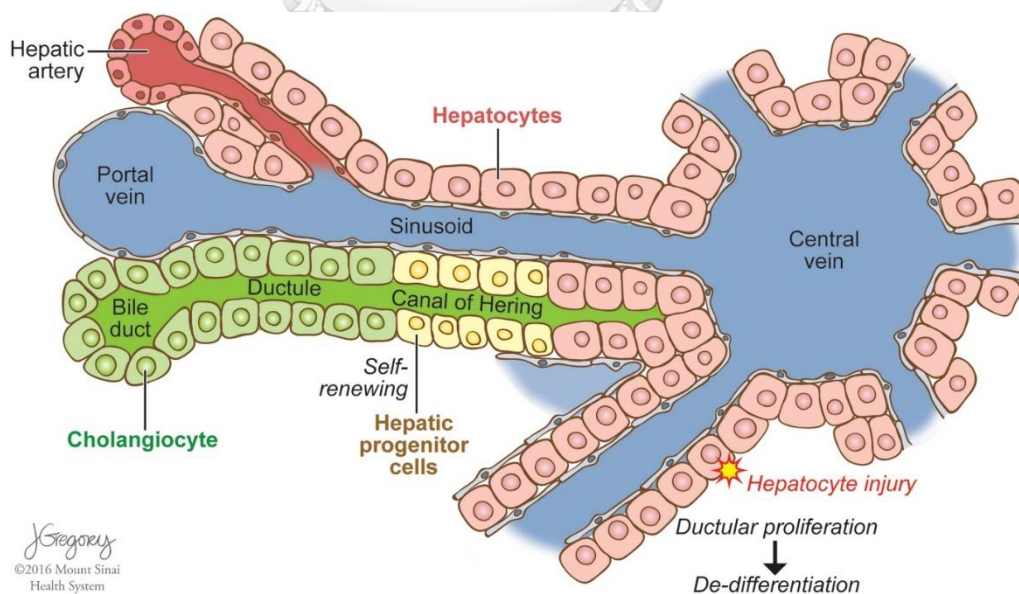 Hepatic
artery
Hepatocytes
Portal
vein
Sinusoid
Central
vein
Ductule
Canal of Hering
Bile
duct
Self-
renewing
Cholangiocyte
Hepatic
progenitor
cells
Hepatocyte injury
Ductular proliferation
De-differentiation
JGregory
©2016 Mount Sinai
Health System